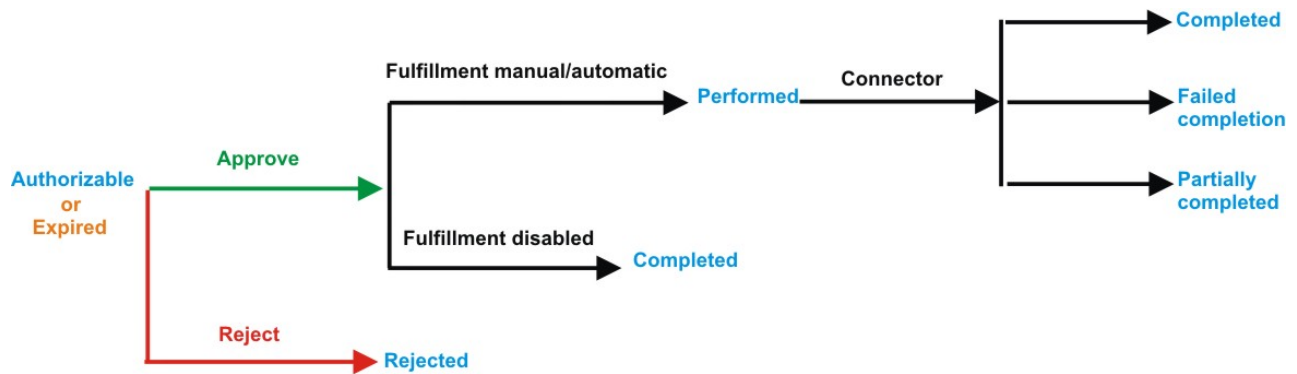 Completed
Fulfillment manual/automatic
Connector
Performed
Failed
completion
Approve
Authorizable
or
Expired
Partially
completed
Fulfillment disabled
Completed
Reject
Rejected